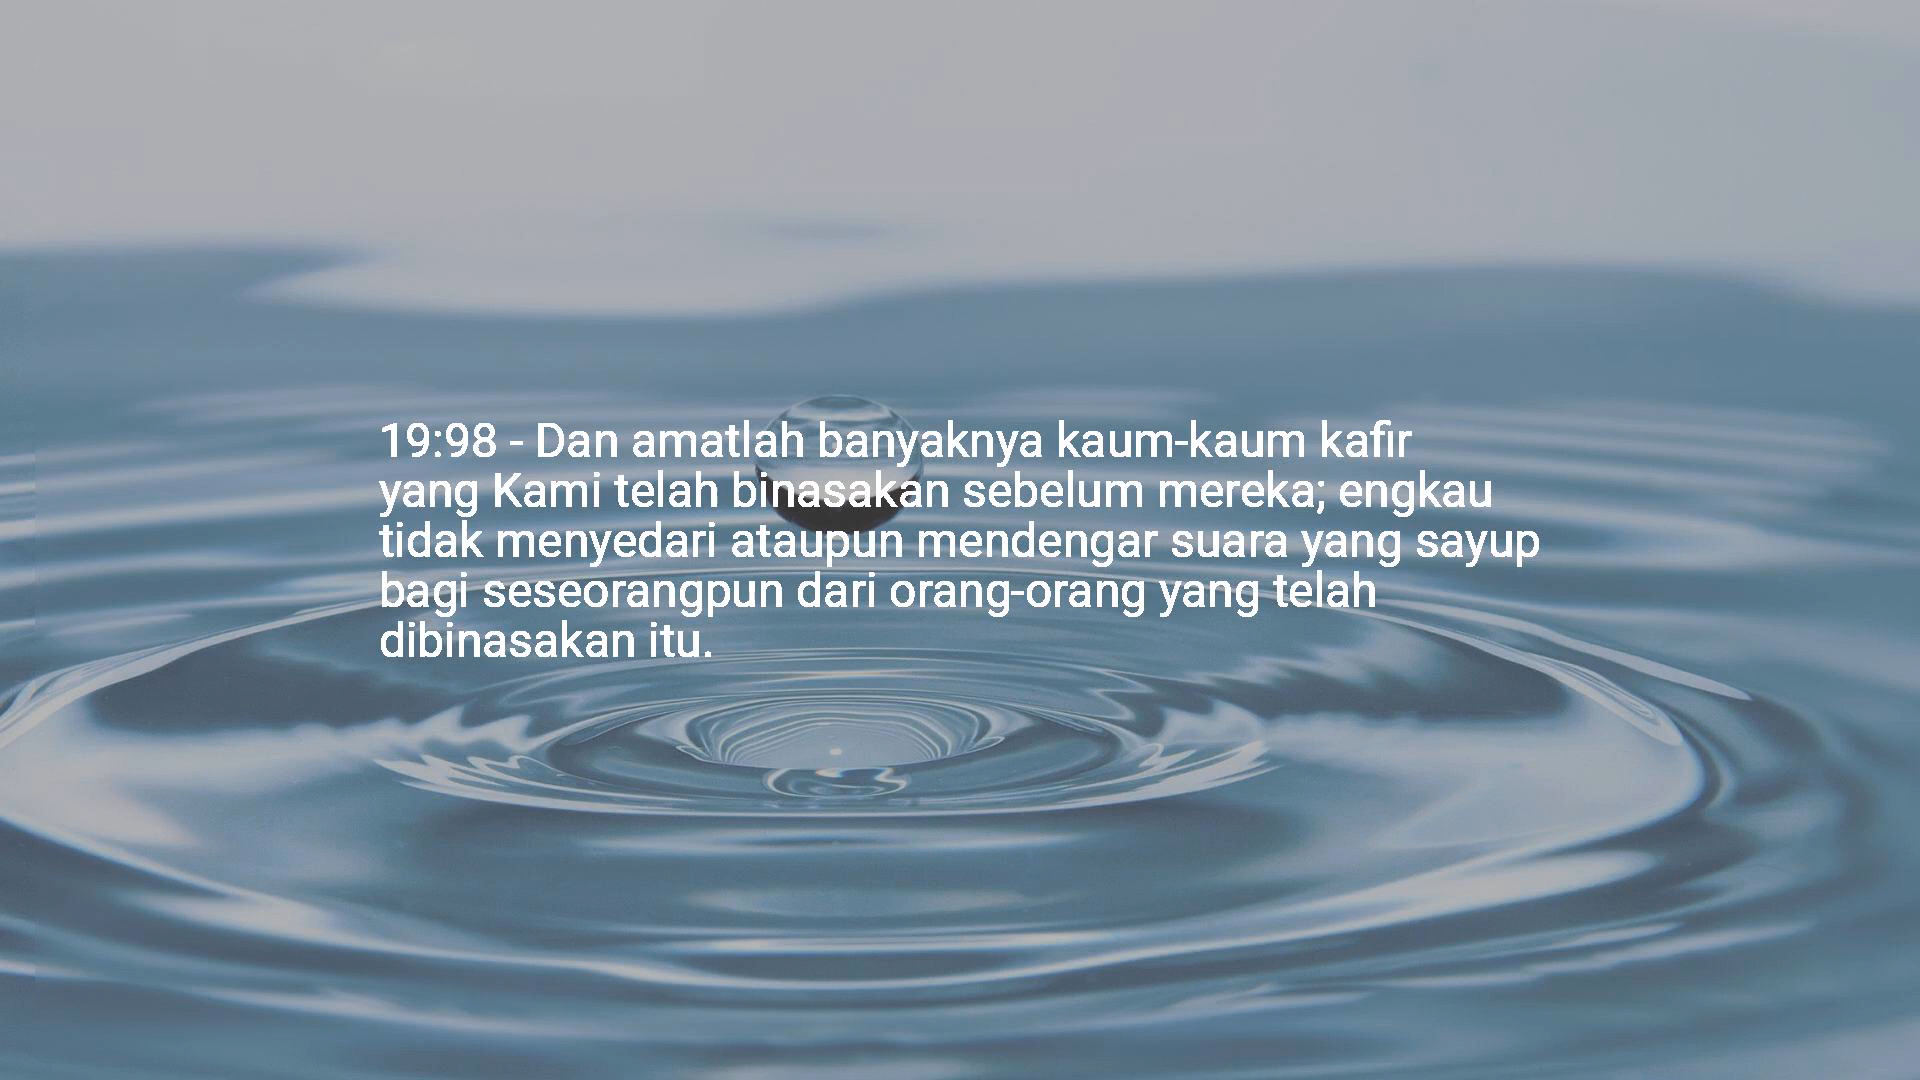 19:98 - Dan amatlah banyaknya kaum-kaum kafir
yang Kami telah binasakan sebelum mereka; engkau
tidak menyedari ataupun mendengar suara yang sayup
bagi seseorangpun dari orang-orang yang telah
dibinasakan itu.